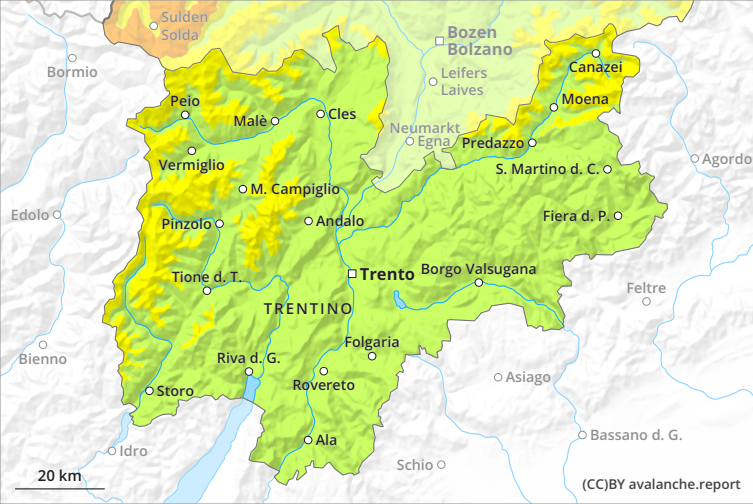 Sulden
Solda
Bozen
Bolzano
Bormio
Canazei
Leifers
Laives
Peio
Moena
Malè
Cles
Neumarkt
Egna
Predazzo
Vermiglio
Agordo
S. Martino d. C.
M. Campiglio
Edolo
Pinzolo
Andalo
Fiera d. P.
Trento
Borgo Valsugana
Tione d. T.
Feltre
TRENTINO
Folgaria
Bienno
Riva d. G.
Asiago
Storo
Rovereto
Ala
Bassano d. G.
Idro
Schio
20 km
(CC)BY avalanche.report